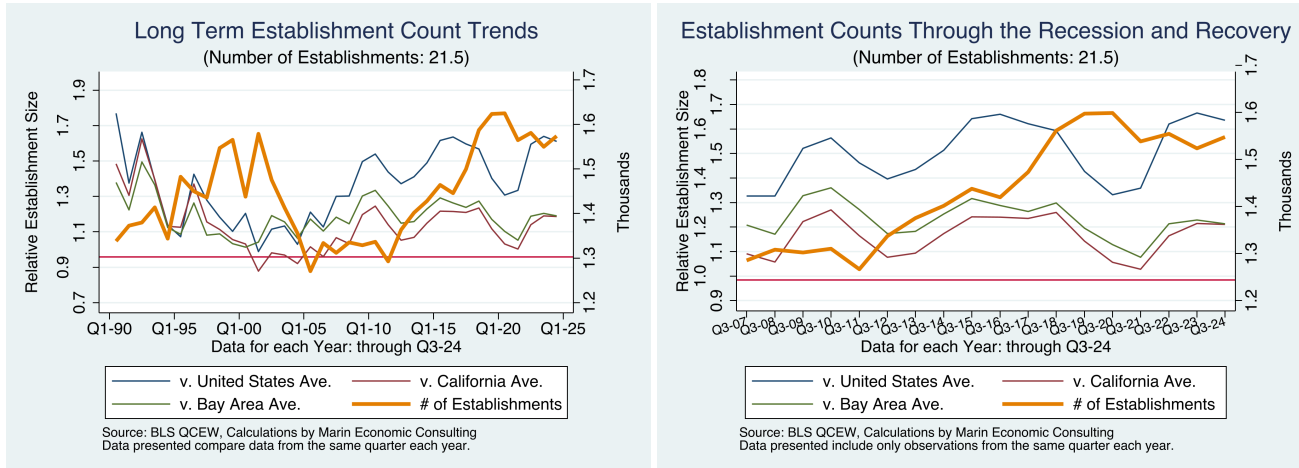 Long Term Establishment Count Trends
(Number of Establishments: 21.5)
Relative Establishment Size
1.9
1.7
1.5
1.3
1.1
0.9
0.7
1.7
1.6
1.5
1.4
1.3
1.2
Thousands
Q1-90 Q1-95 Q1-00 Q1-05 Q1-10 Q1-15 Q1-20 Q1-25
Data for each Year: through Q3-24
v. United States Ave. v. California Ave.
v. Bay Area Ave. # of Establishments
Source: BLS QCEW, Calculations by Marin Economic Consulting
Data presented compare data from the same quarter each year.
Establishment Counts Through the Recession and Recovery
(Number of Establishments: 21.5)
Relative Establishment Size
1.8
1.7
1.6
1.5
1.4
1.3
1.2
1.1
1.0
0.9
1.7
1.6
1.5
1.4
1.3
1.2
Thousands
Q3-07 Q3-08 Q3-09 Q3-10 Q3-11 Q3-12 Q3-13 Q3-14 Q3-15 Q3-16 Q3-17 Q3-18 Q3-19 Q3-20 Q3-21 Q3-22 Q3-23 Q3-24
Data for each Year: through Q3-24
v. United States Ave. v. California Ave.
v. Bay Area Ave. # of Establishments
Source: BLS QCEW, Calculations by Marin Economic Consulting
Data presented include only observations from the same quarter each year.